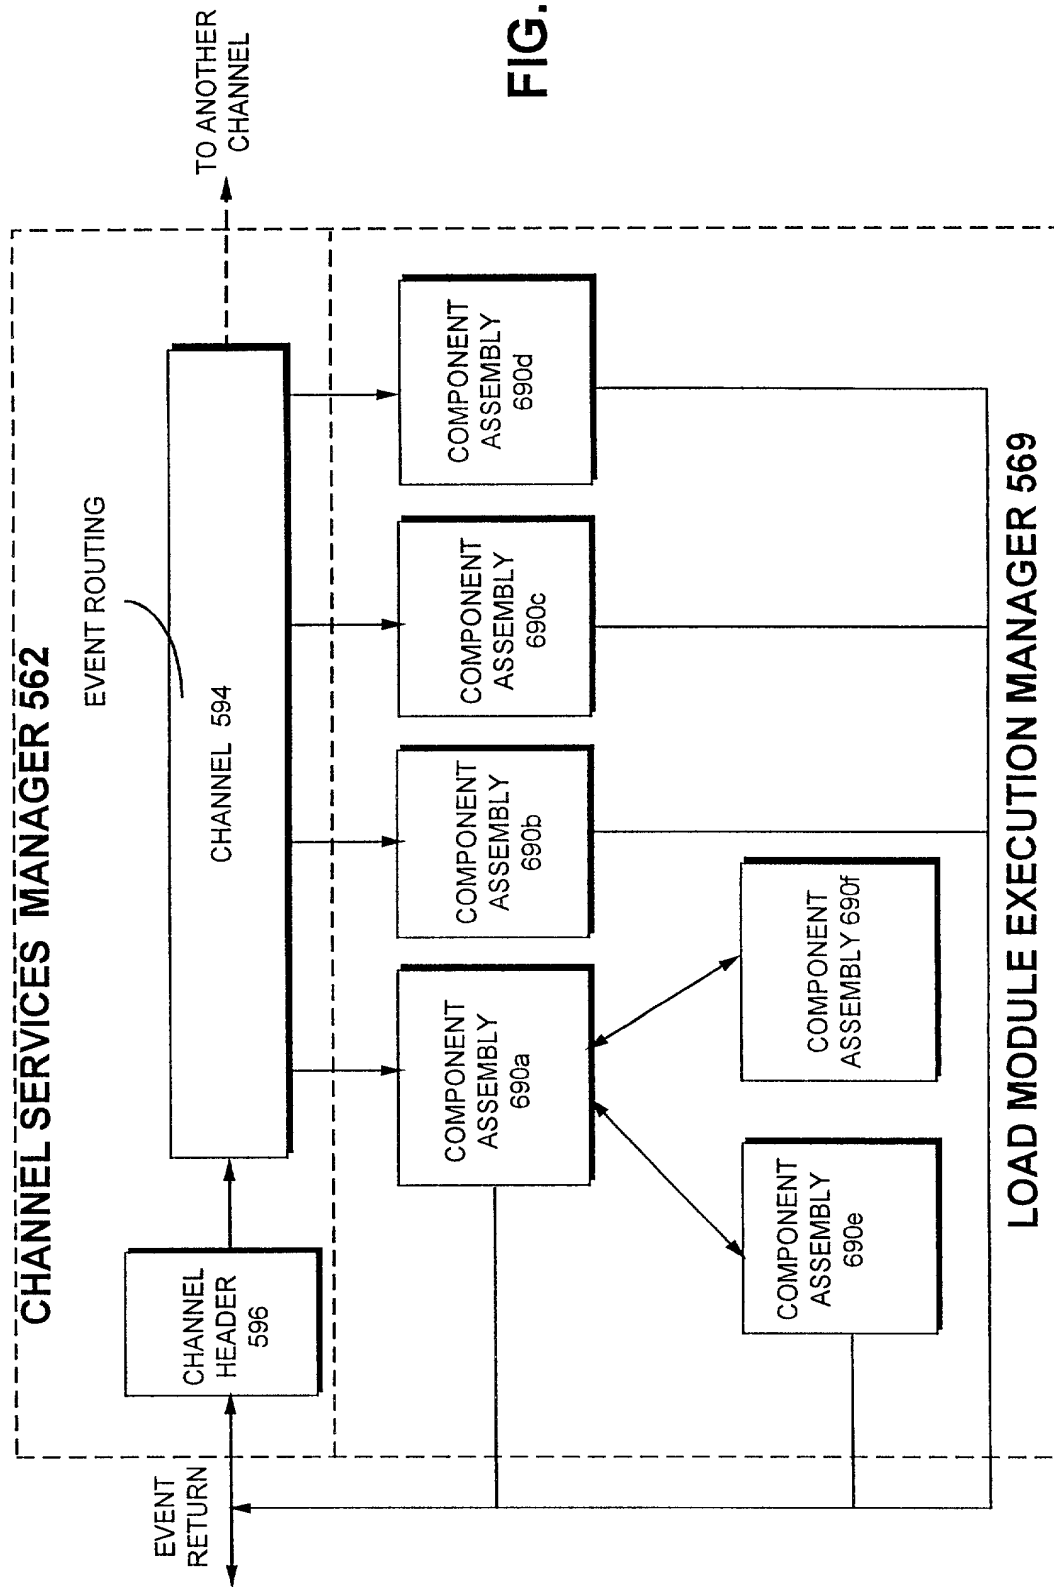 CHANNEL SERVICES MANAGER 562
EVENT
RETURN
CHANNEL
HEADER
596
EVENT ROUTING
CHANNEL 594
TO ANOTHER
CHANNEL
COMPONENT
ASSEMBLY
690a
COMPONENT
ASSEMBLY
690b
COMPONENT
ASSEMBLY
690c
COMPONENT
ASSEMBLY
690d
COMPONENT
ASSEMBLY
690e
COMPONENT
ASSEMBLY 690f
LOAD MODULE EXECUTION MANAGER 569
FIG.